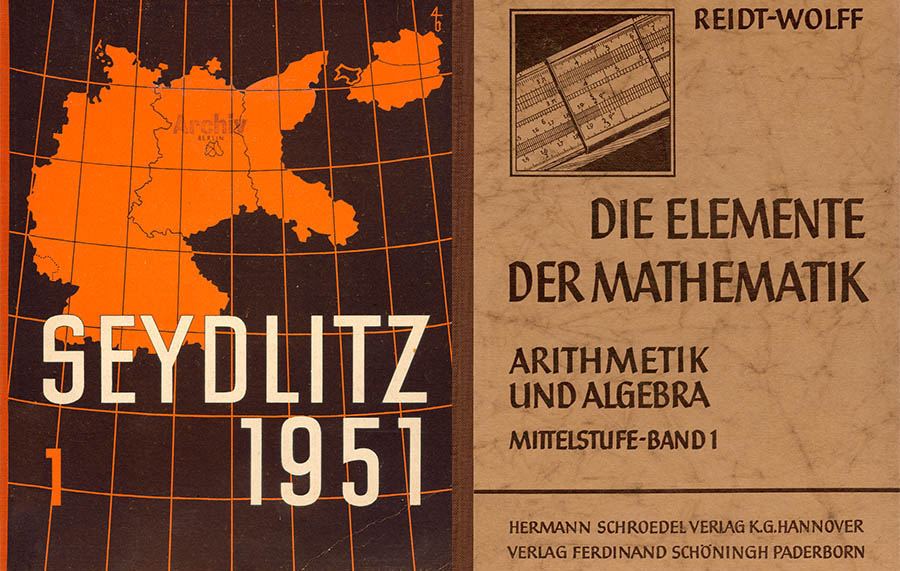 46
Archiv
BERLIN
SEYDLITZ
1951
1
REIDT-WOLFF
DIE ELEMENTE
DER MATHEMATIK
ARITHMETIK
UND ALGEBRA
MITTELSTUFE-BAND 1
HERMANN SCHROEDEL VERLAG K.G. HANNOVER
VERLAG FERDINAND SCHÖNINGH PADERBORN